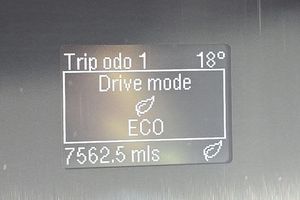 Trip odo 1 18°
Drive mode
ECO
7562.5 mls